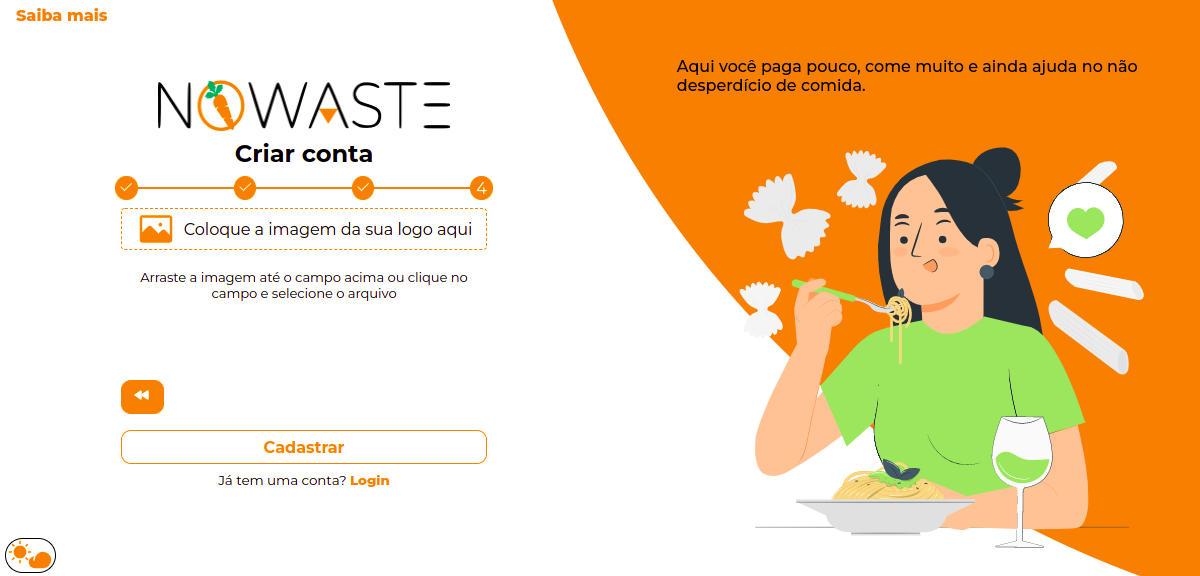 Saiba mais
NOWASTE
Criar conta
4
Coloque a imagem da sua logo aqui
Arraste a imagem até o campo acima ou clique no
campo e selecione o arquivo
Cadastrar
Já tem uma conta? Login
Aqui você paga pouco, come muito e ainda ajuda no não
desperdício de comida.